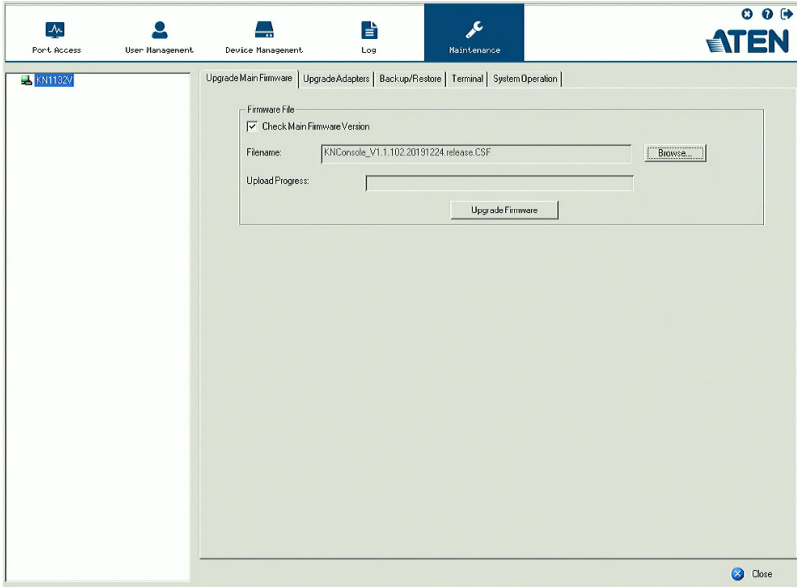 Port Access
User Management
Device Management
Log
Maintenance
ATEN
KN1132V
Upgrade Main Firmware
Upgrade Adapters
Backup/Restore
Terminal
System Operation
Firmware File
Check Main Firmware Version
Filename:
KNConsole_V1.1.102.20191224.release.CSF
Browse...
Upload Progress:
Upgrade Firmware
Close